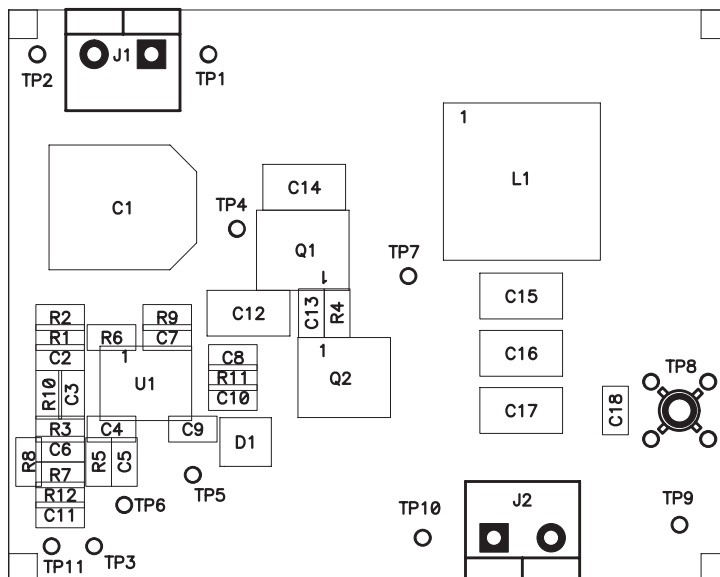 J1
TP2
TP1
1
L1
C14
C1
TP4
Q1
TP7
1
C15
R2
R9
C12
C13
R4
R1
R6
C7
C2
1
C8
1
C16
R10
C3
U1
R11
Q2
TP8
C10
R3
C4
C9
D1
C17
C18
R8
C6
R5
C5
R7
TP5
R12
TP6
J2
C11
TP10
TP9
TP11
TP3